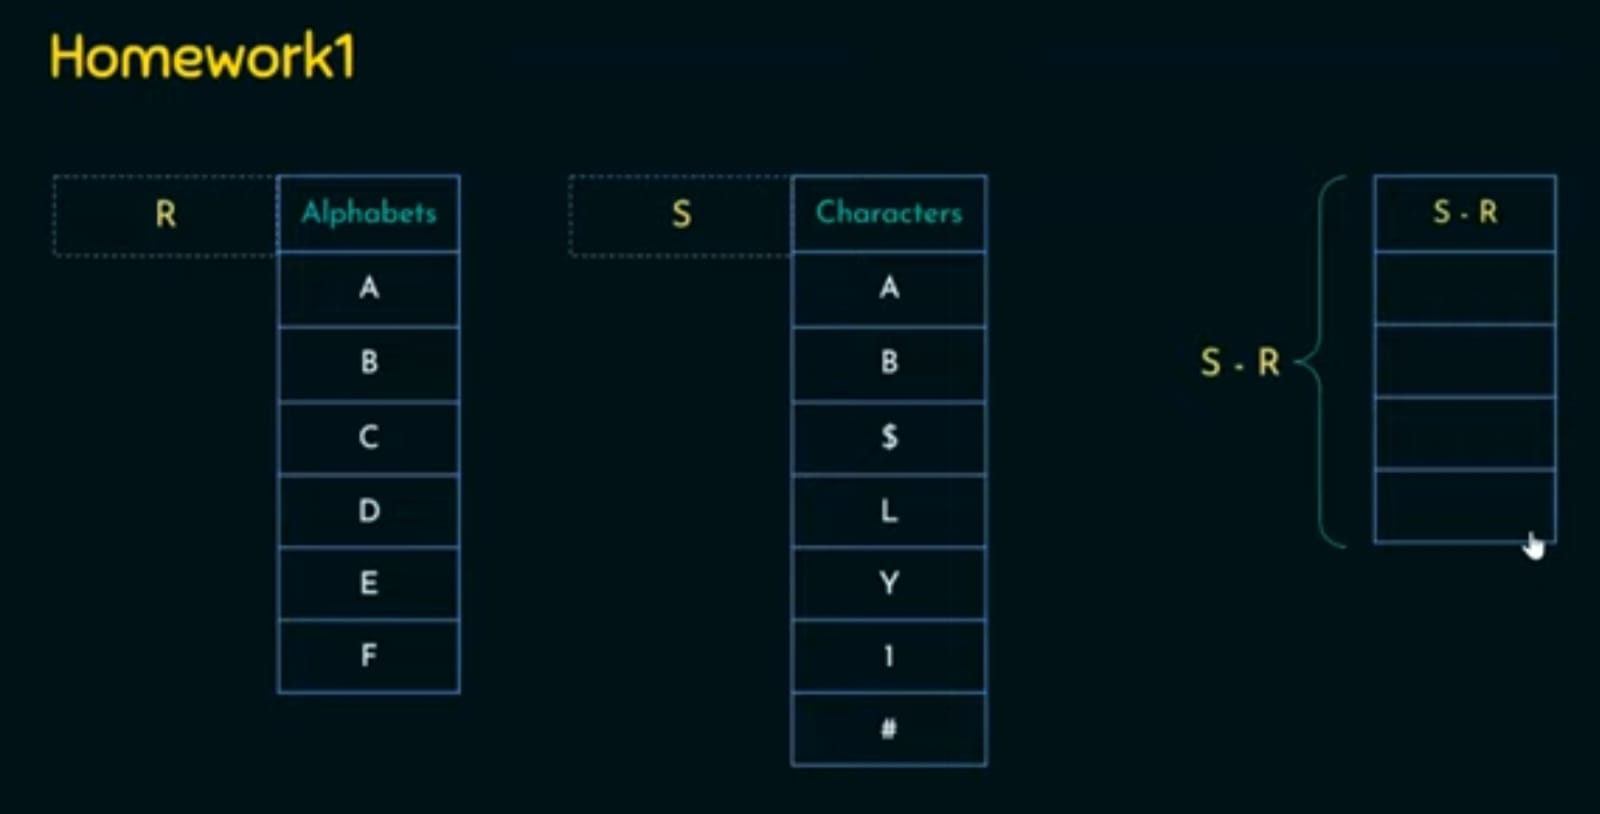 Homework1
R Alphabets S Characters S - R
A A
B B
S - R
C $
D L
E Y
F 1
#